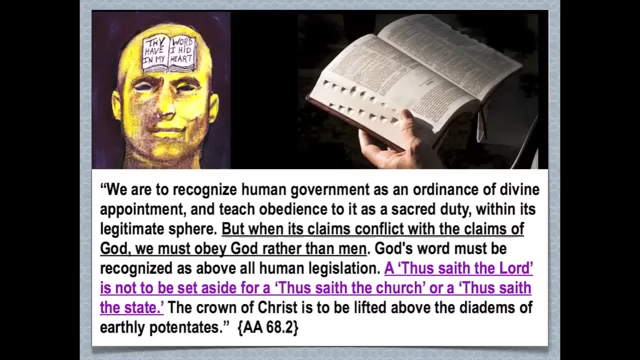 THY WORD
HAVE I HID
IN MY HEART
“We are to recognize human government as an ordinance of divine
appointment, and teach obedience to it as a sacred duty, within its
legitimate sphere. But when its claims conflict with the claims of
God, we must obey God rather than men. God's word must be
recognized as above all human legislation. A ‘Thus saith the Lord’
is not to be set aside for a ‘Thus saith the church’ or a ‘Thus saith
the state.’ The crown of Christ is to be lifted above the diadems of
earthly potentates.” {AA 68.2}